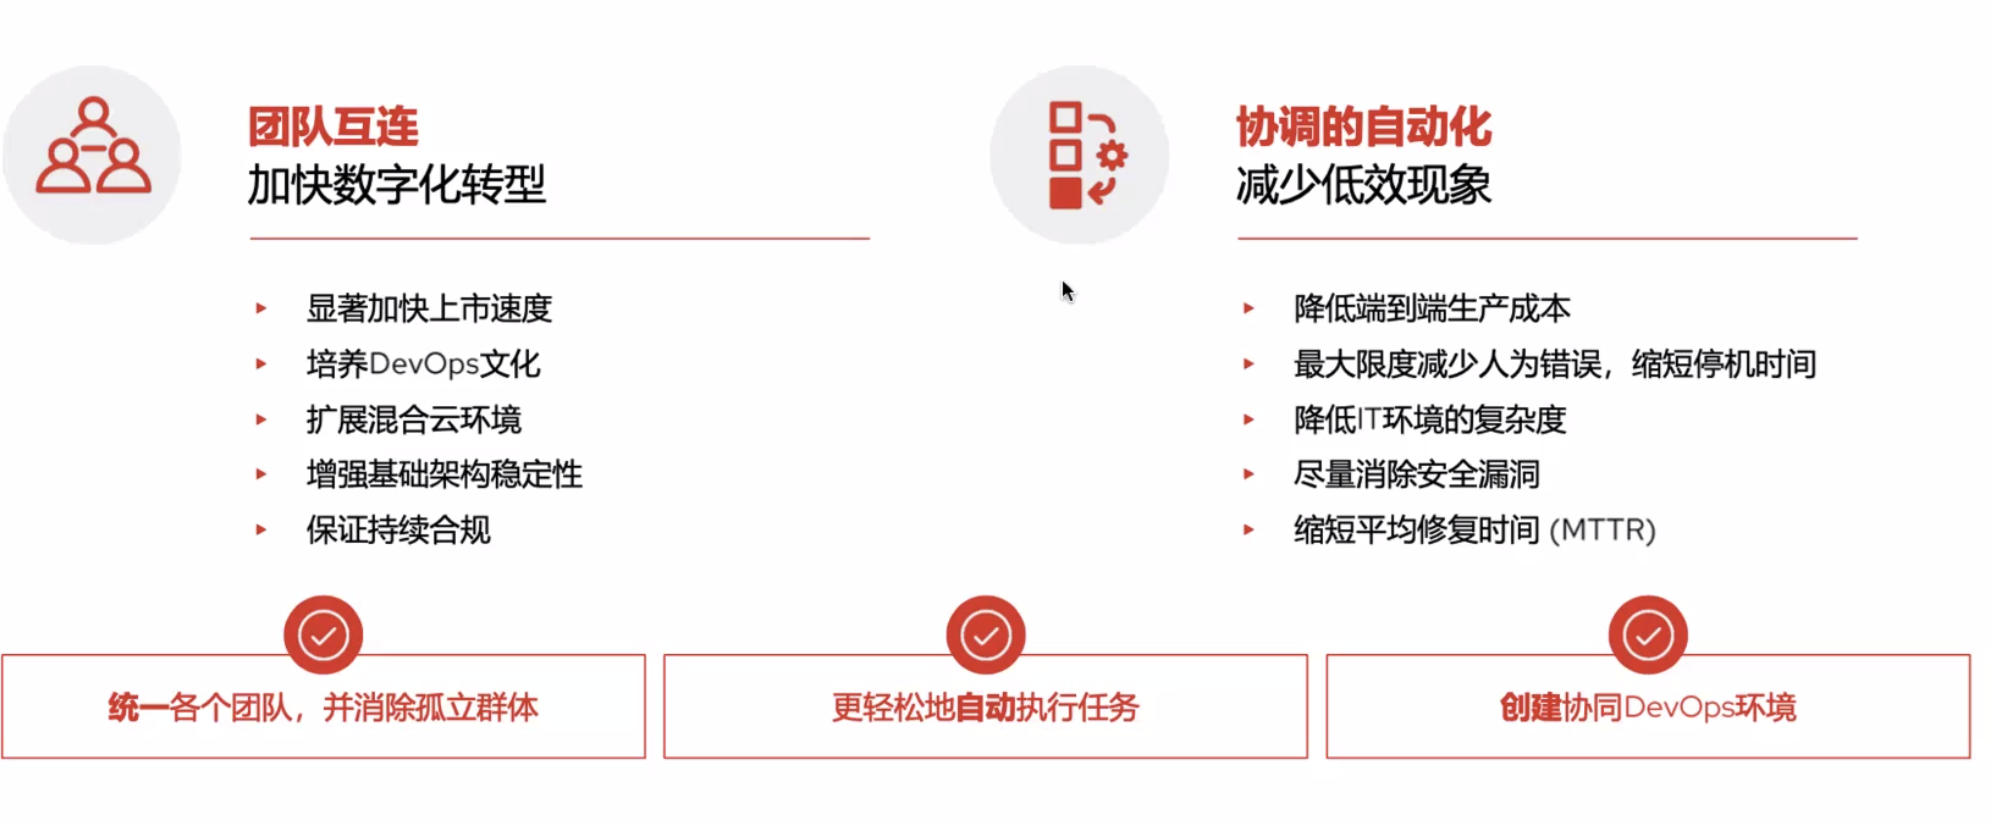 团队互连
加快数字化转型
显著加快上市速度
培养DevOps文化
扩展混合云环境
增强基础架构稳定性
保证持续合规
协调的自动化
减少低效现象
降低端到端生产成本
最大限度减少人为错误，缩短停机时间
降低IT环境的复杂度
尽量消除安全漏洞
缩短平均修复时间 (MTTR)
统一各个团队，并消除孤立群体
更轻松地自动执行任务
创建协同DevOps环境